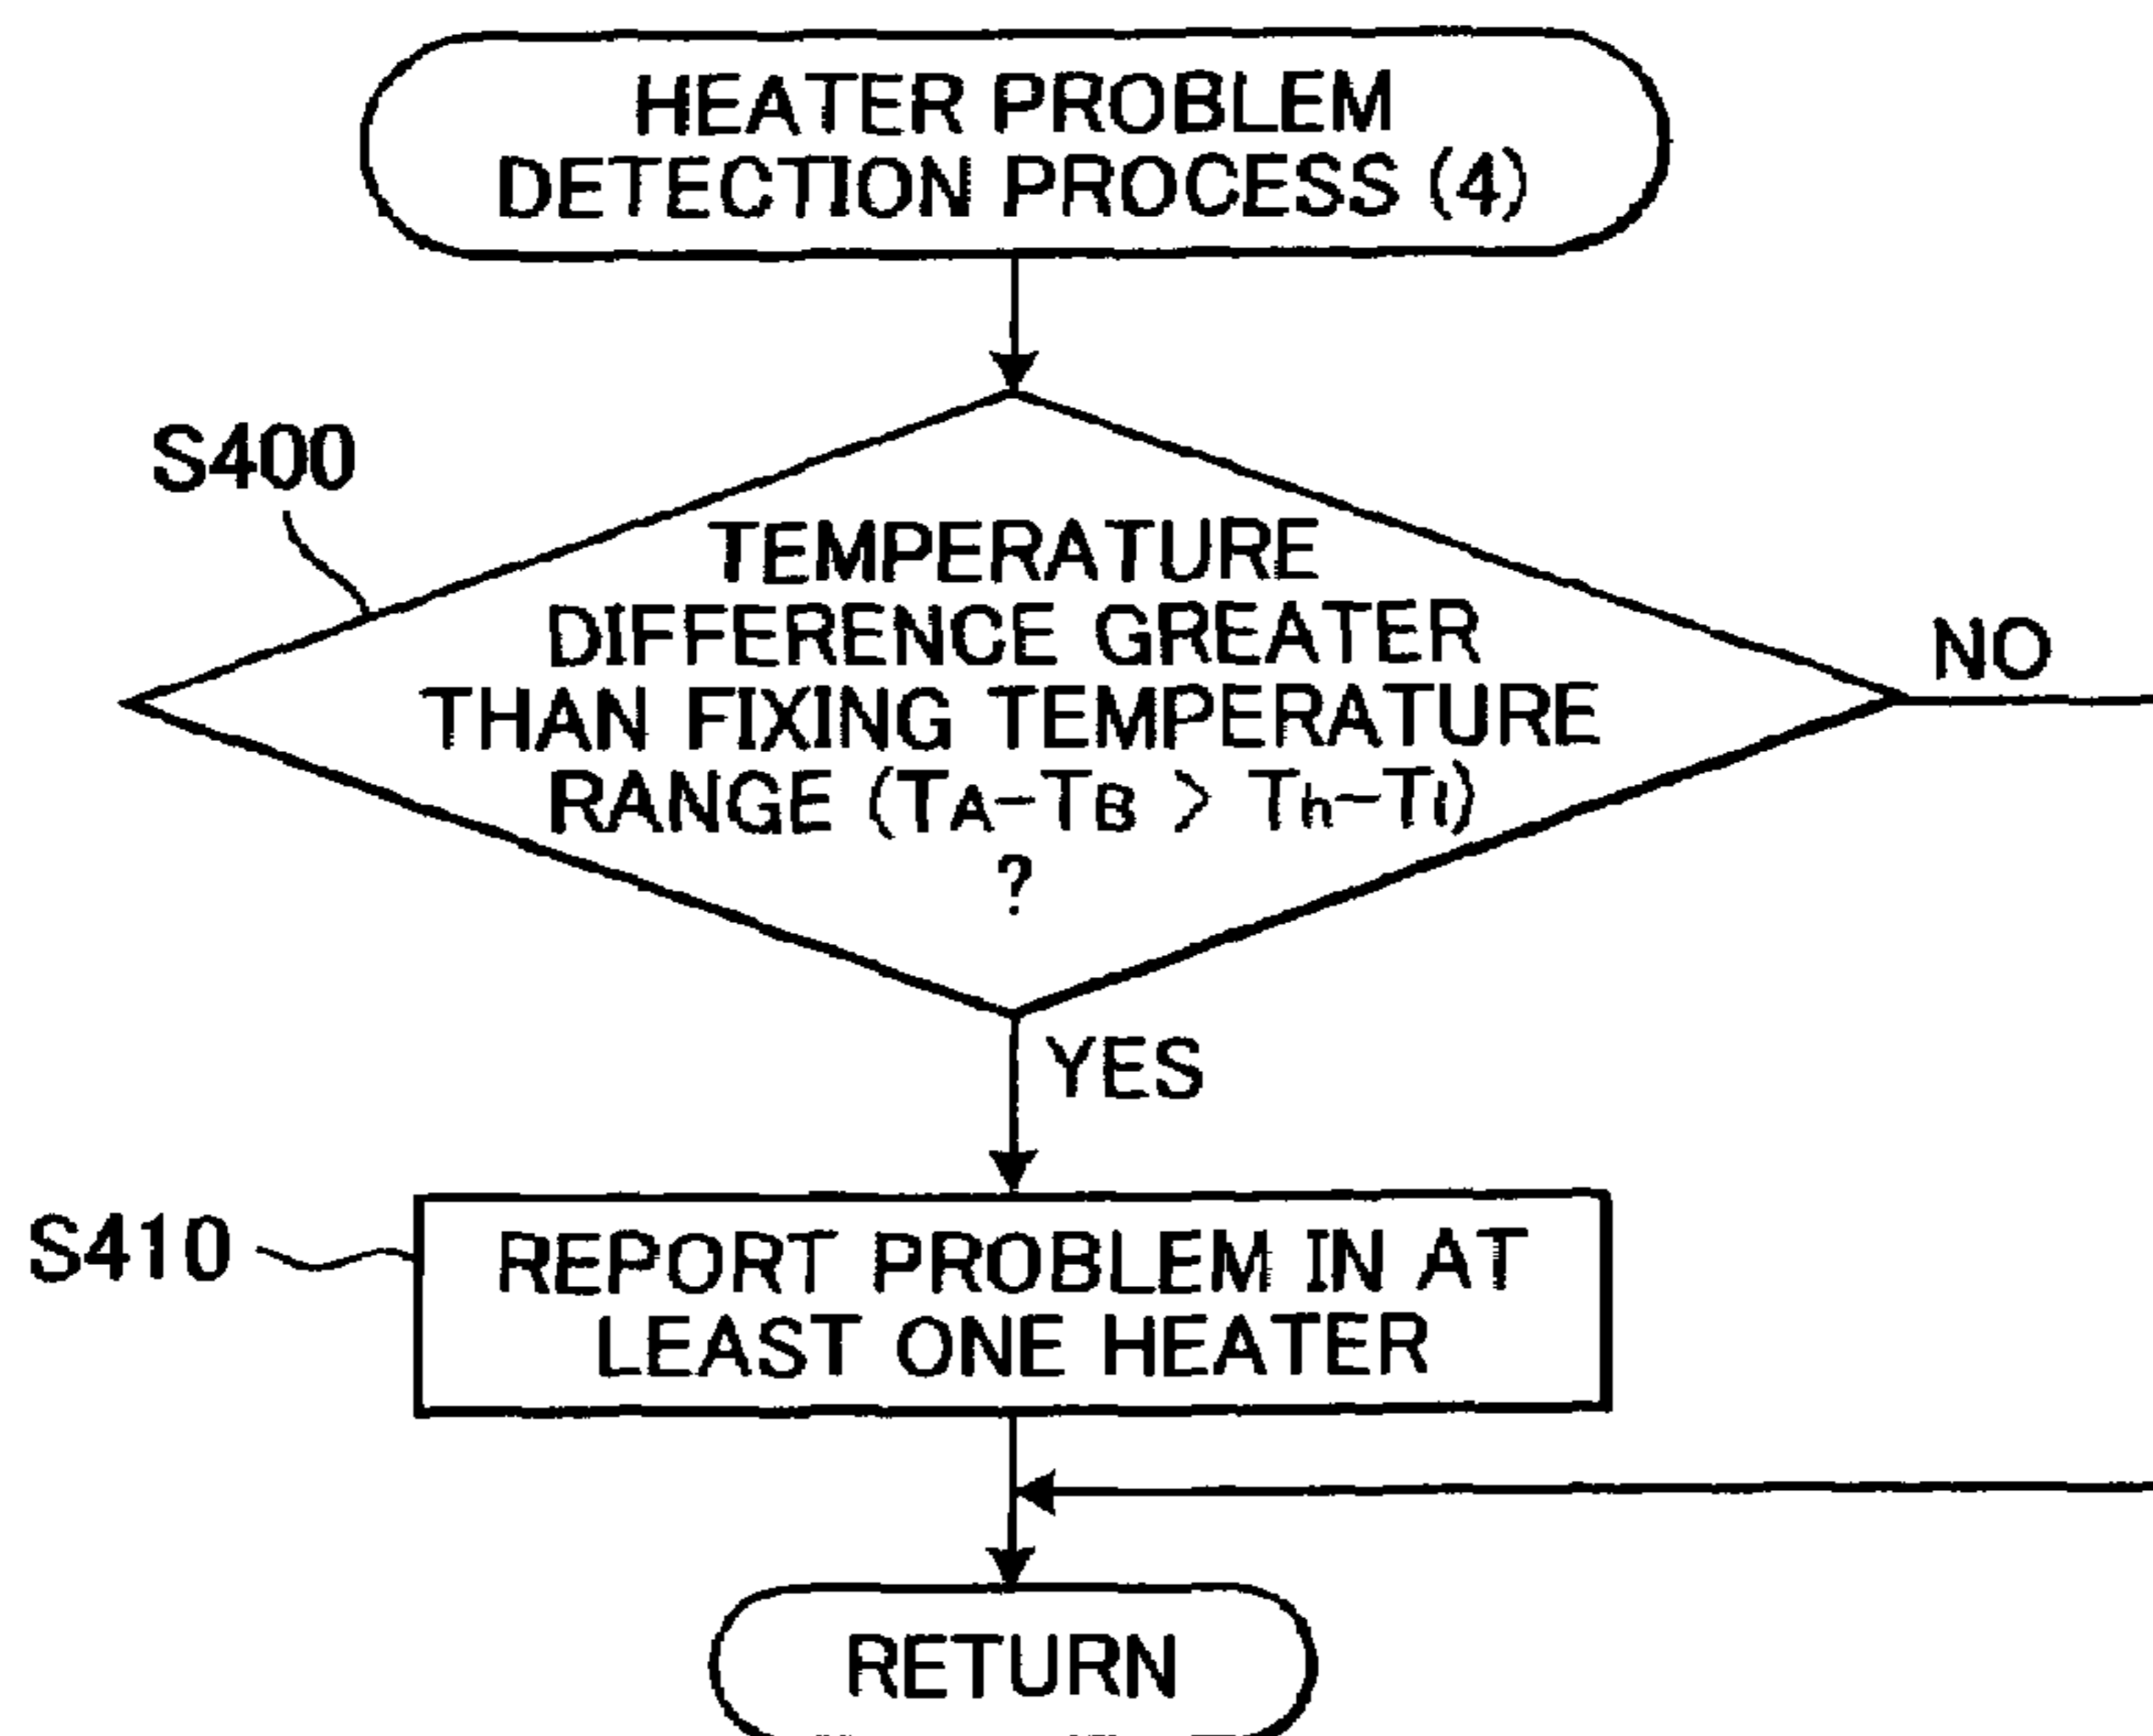 HEATER PROBLEM
DETECTION PROCESS (4)
S400
TEMPERATURE
DIFFERENCE GREATER
THAN FIXING TEMPERATURE
RANGE (TA-TB > Th-Tl)
?
NO
YES
S410
REPORT PROBLEM IN AT
LEAST ONE HEATER
RETURN